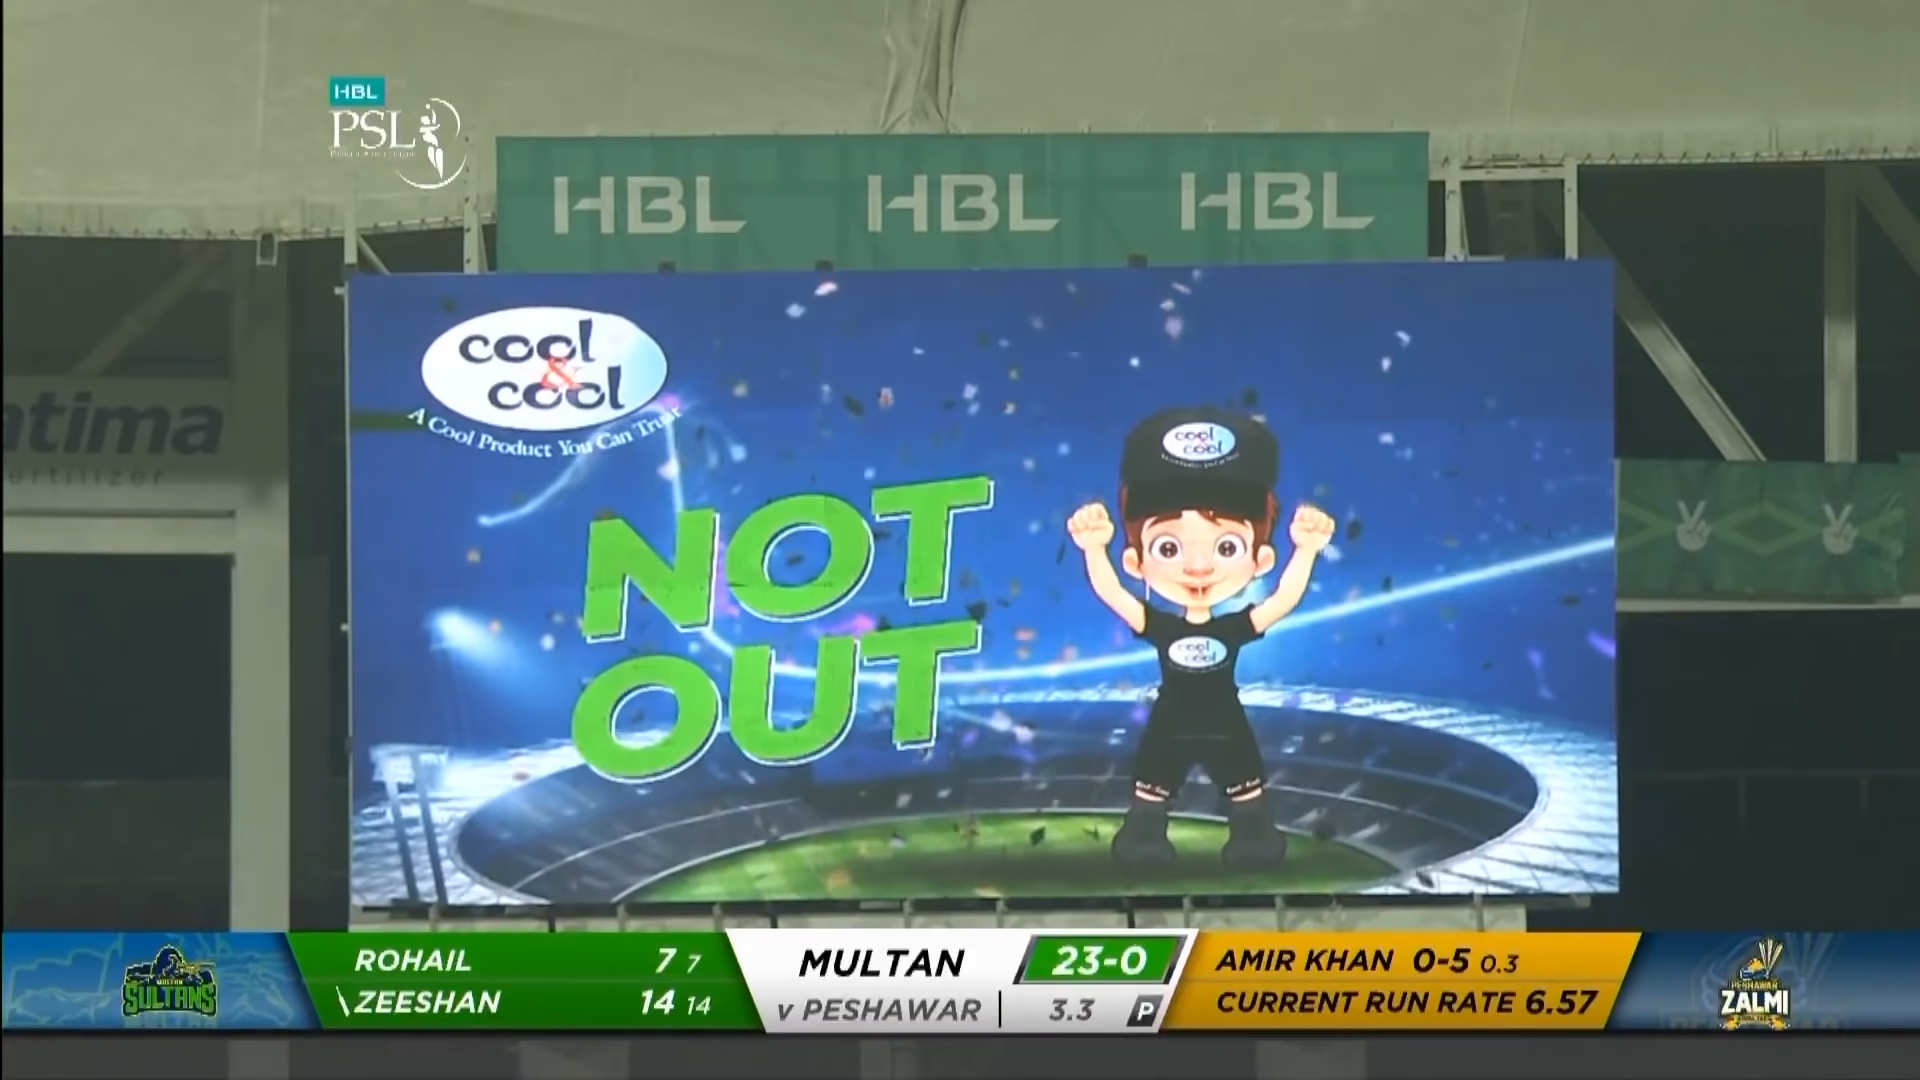 HBL
PSL
HBL HBL HBL
cool
&
cool
A Cool Product You Can Trust
cool
cool
NOT
OUT
cool
cool
atima
ertilizer
MULTAN
SULTANS
ROHAIL 7 7
ZEESHAN 14 14
MULTAN 23-0
v PESHAWAR 3.3 P
AMIR KHAN 0-5 0.3
CURRENT RUN RATE 6.57
PESHAWAR
ZALMI